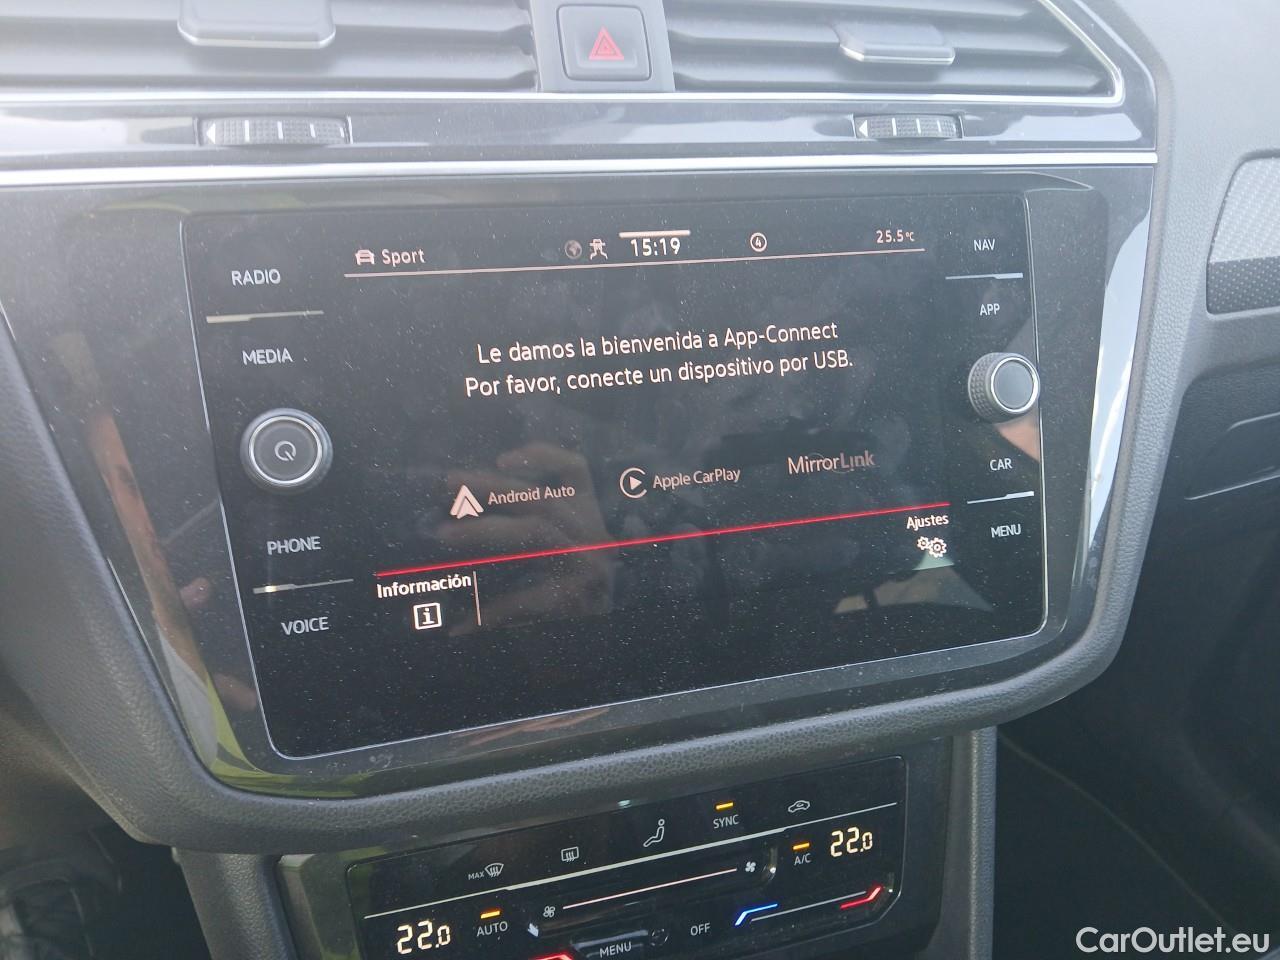 RADIO
MEDIA
PHONE
VOICE
Sport
15:19
4
25.5°C
NAV
APP
CAR
MENU
Le damos la bienvenida a App-Connect
Por favor, conecte un dispositivo por USB.
Android Auto
Apple CarPlay
MirrorLink
Información
i
Ajustes
MAX
SYNC
A/C
22.0
22.0
AUTO
MENU
OFF
CarOutlet.eu